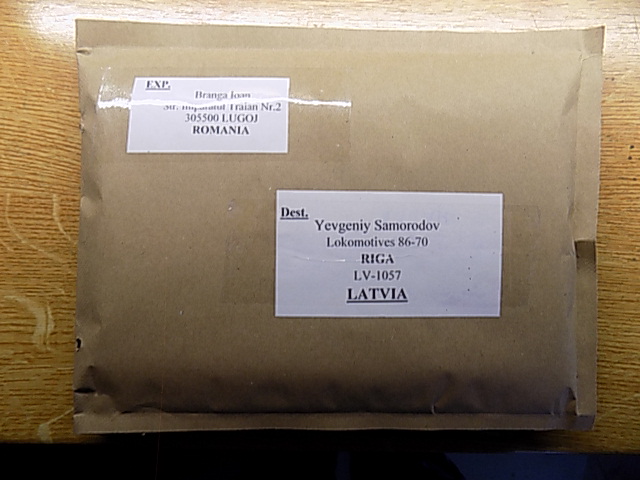 EXP.
Branga Ioan
Str. Traian Nr.2
305500 LUGOJ
ROMANIA
Dest.
Yevgeniy Samorodov
Lokomotives 86-70
RIGA
LV-1057
LATVIA